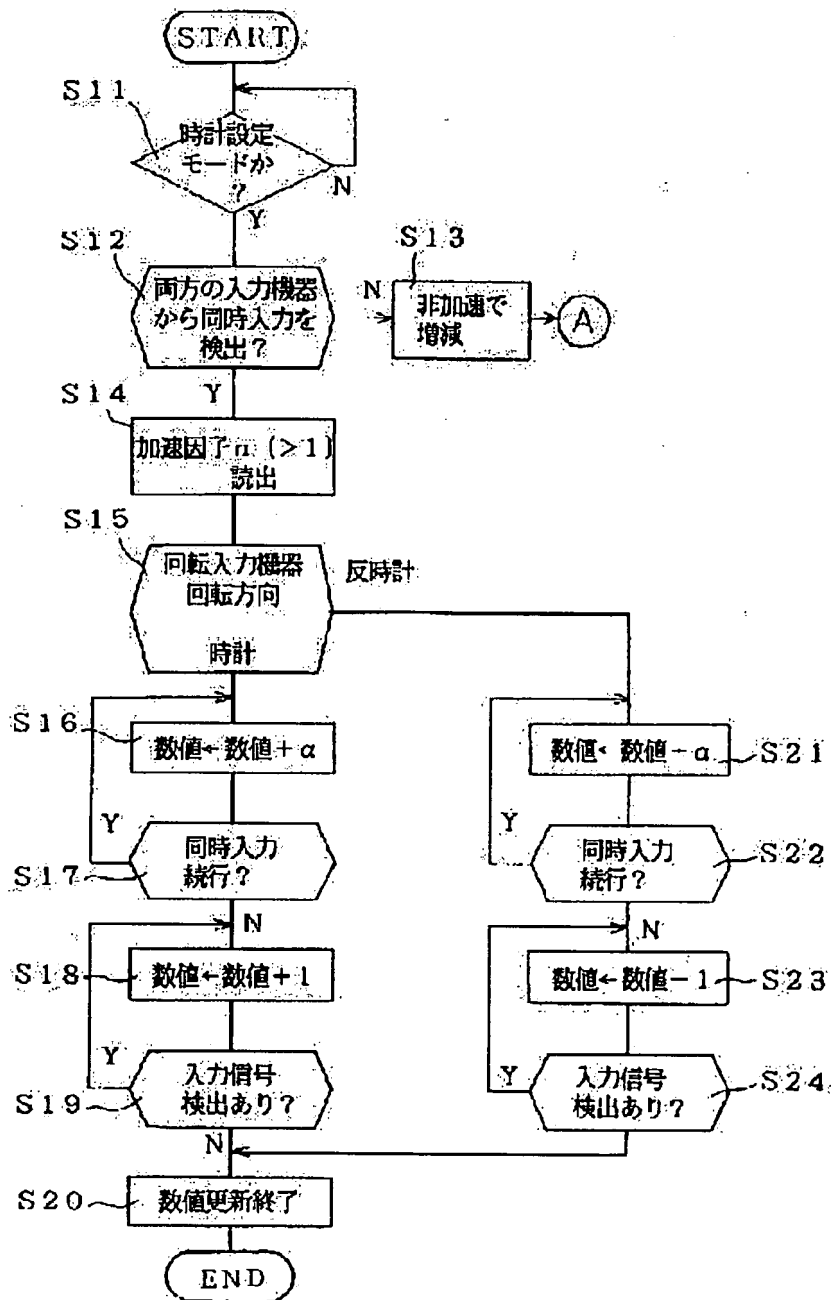 START
S11
時計設定
モードか
?
N
Y
S12
両方の入力機器
から同時入力を
検出?
N
S13
非加速で
増減
A
Y
S14
加速因子α (>1)
読出
S15
回転入力機器
回転方向
反時計
時計
S16
数値←数値+α
Y
同時入力
続行?
S17
N
S18
数値←数値+1
Y
入力信号
検出あり?
S19
N
数値←数値-α
S21
Y
同時入力
続行?
S22
N
数値←数値-1
S23
Y
入力信号
検出あり?
S24
S20
数値更新終了
END